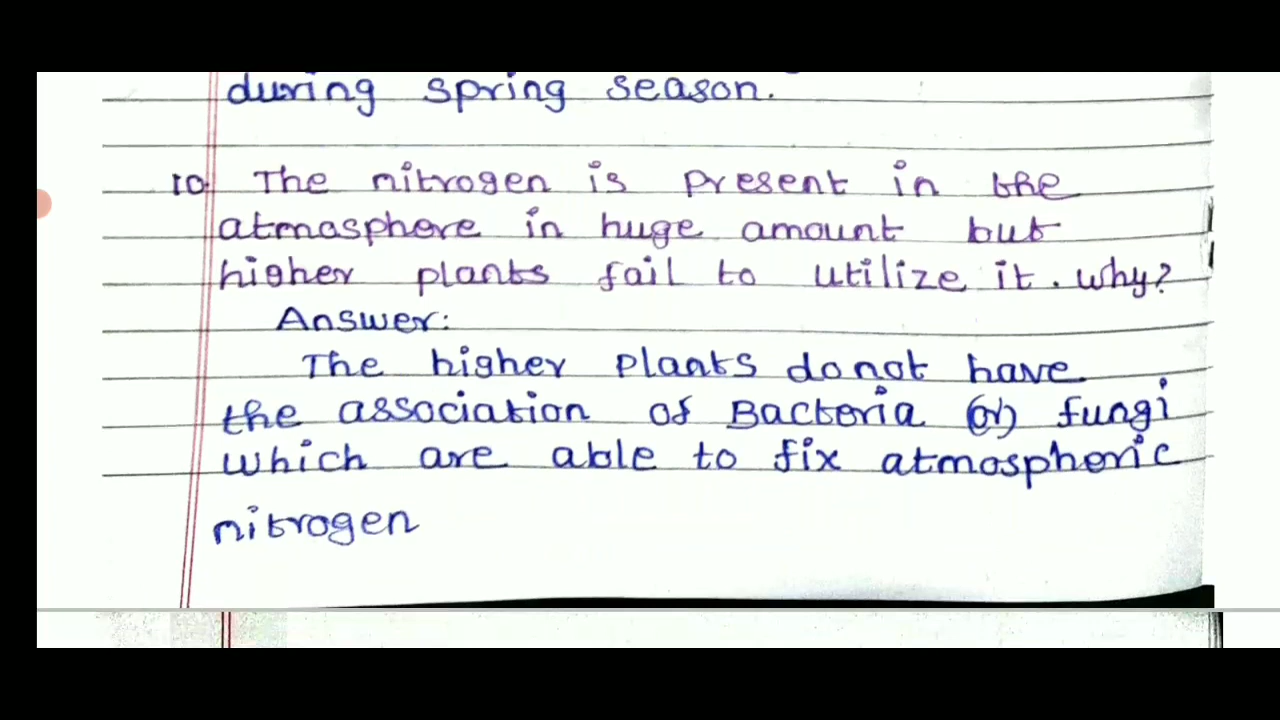 during spring season.
10. The nitrogen is present in the
atmosphere in huge amount but
higher plants fail to utilize it. why?
Answer:
The higher plants do not have
the association of Bacteria (or) fungi
which are able to fix atmospheric
nitrogen